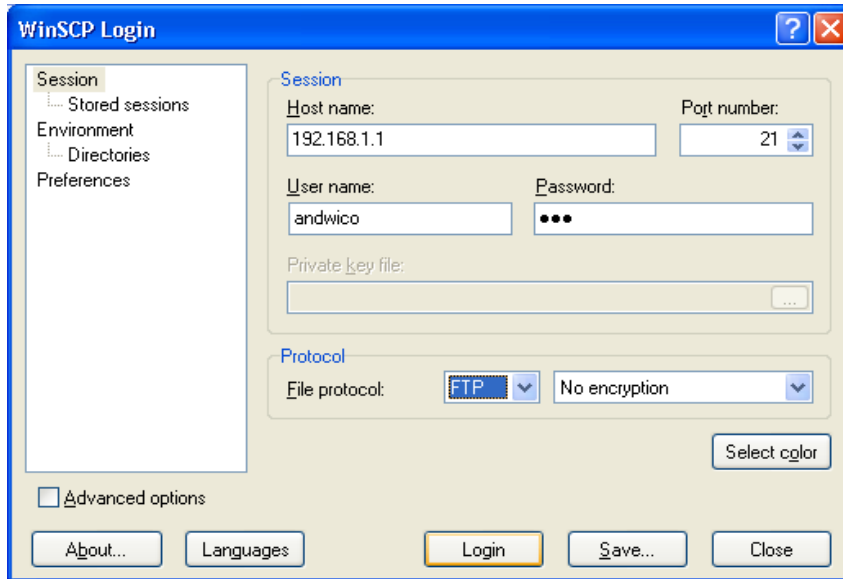 WinSCP Login
Session
Stored sessions
Environment
Directories
Preferences
Session
Host name: Port number:
192.168.1.1 21
User name: Password:
andwico ●●●
Private key file:
...
Protocol
File protocol: FTP No encryption
Select color
Advanced options
About... Languages Login Save... Close